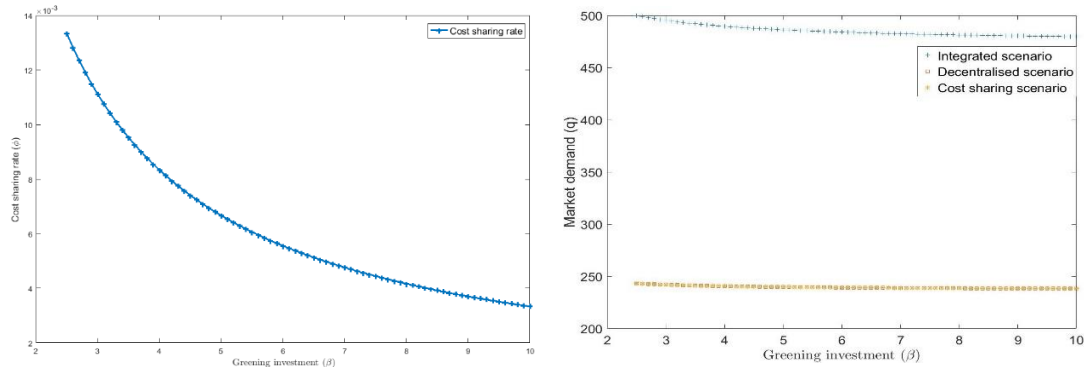 ×10⁻³
14
12
10
8
6
4
2
Cost sharing rate (ϕ)
Cost sharing rate
2 3 4 5 6 7 8 9 10
Greening investment (β)
500
450
400
350
300
250
200
Market demand (q)
Integrated scenario
Decentralised scenario
Cost sharing scenario
2 3 4 5 6 7 8 9 10
Greening investment (β)